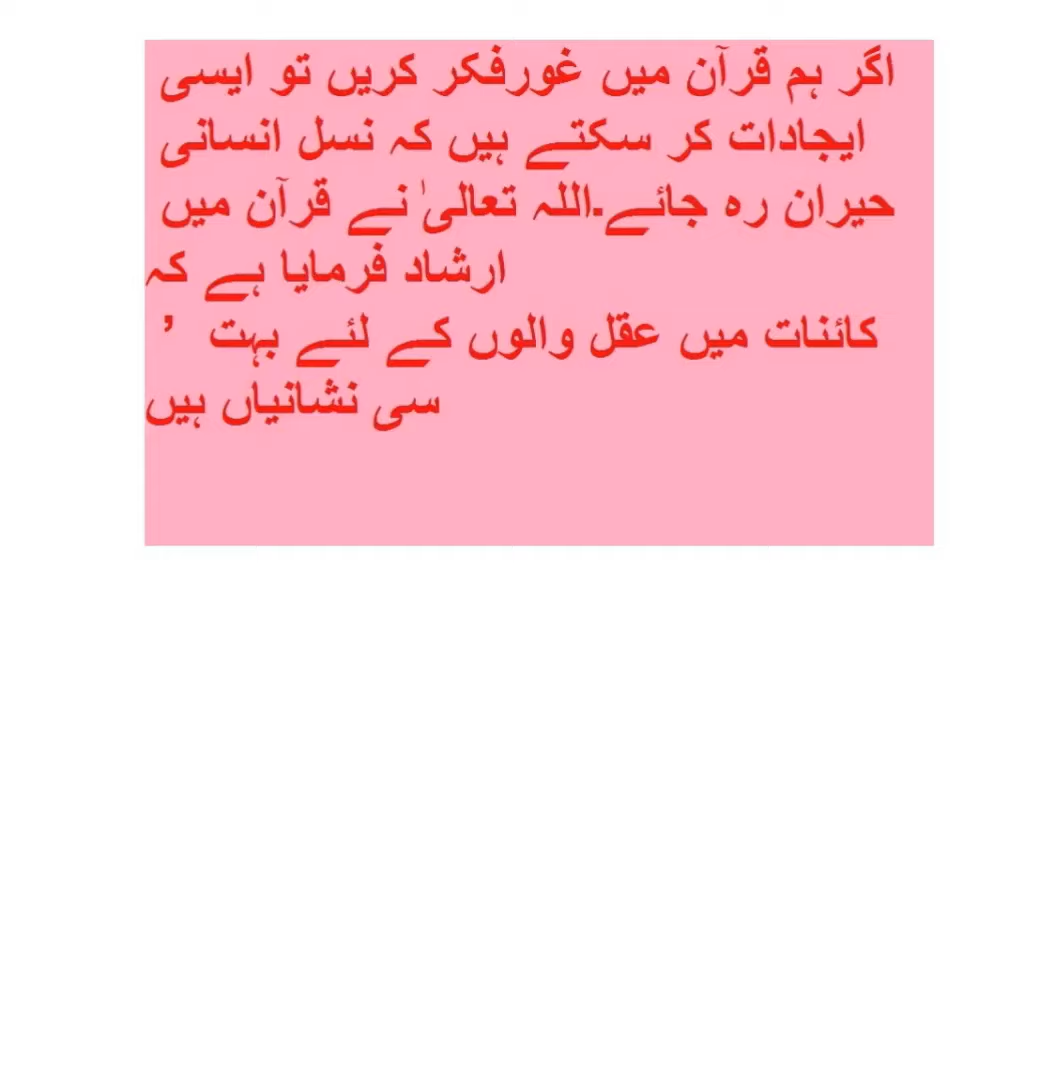 اگر ہم قرآن میں غورفکر کریں تو ایسی
ایجادات کر سکتے ہیں کہ نسل انسانی
حیران رہ جائے۔اللہ تعالیٰ نے قرآن میں
ارشاد فرمایا ہے کہ
کائنات میں عقل والوں کے لئے بہت ’
سی نشانیاں ہیں